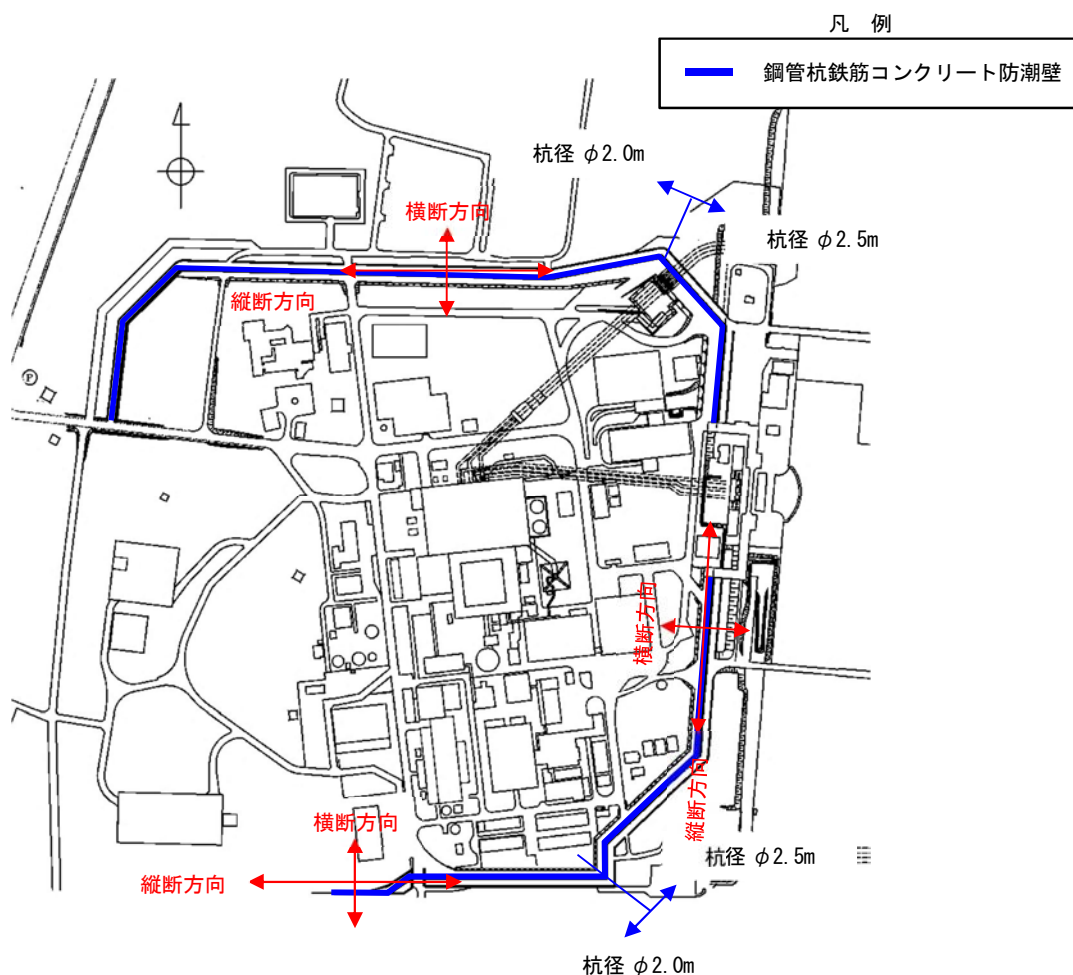 凡 例
鋼管杭鉄筋コンクリート防潮壁
杭径 φ2.0m
横断方向
杭径 φ2.5m
縦断方向
P
横断方向
縦断方向
横断方向
杭径 φ2.5m
縦断方向
杭径 φ2.0m